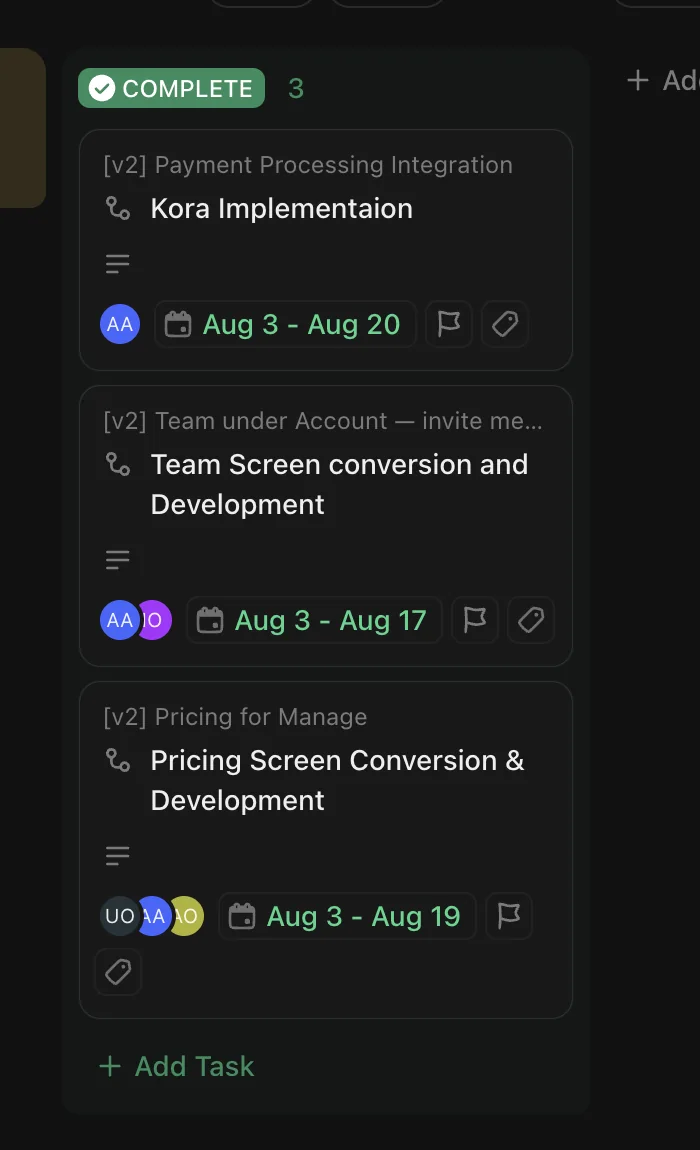 COMPLETE 3
+ Ad
[v2] Payment Processing Integration
Kora Implementaion
AA Aug 3 - Aug 20
[v2] Team under Account — invite me...
Team Screen conversion and
Development
AA IO Aug 3 - Aug 17
[v2] Pricing for Manage
Pricing Screen Conversion &
Development
UO AA AO Aug 3 - Aug 19
+ Add Task